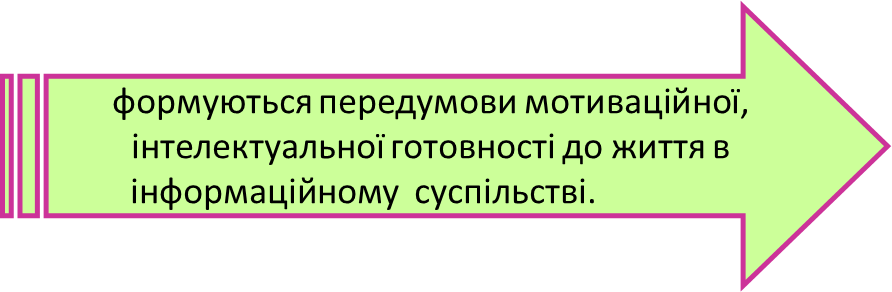 формуються передумови мотиваційної,
інтелектуальної готовності до життя в
інформаційному суспільстві.